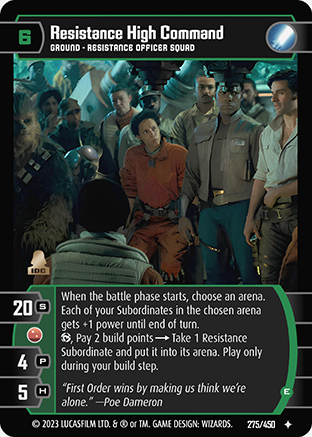 6
Resistance High Command
GROUND - RESISTANCE OFFICER SQUAD
IDC
20 S
4 P
5 H
When the battle phase starts, choose an arena.
Each of your Subordinates in the chosen arena
gets +1 power until end of turn.
, Pay 2 build points → Take 1 Resistance
Subordinate and put it into its arena. Play only
during your build step.
“First Order wins by making us think we’re
alone.” —Poe Dameron
E
© 2023 LUCASFILM LTD. & ® or TM. GAME DESIGN: WIZARDS.
275/450